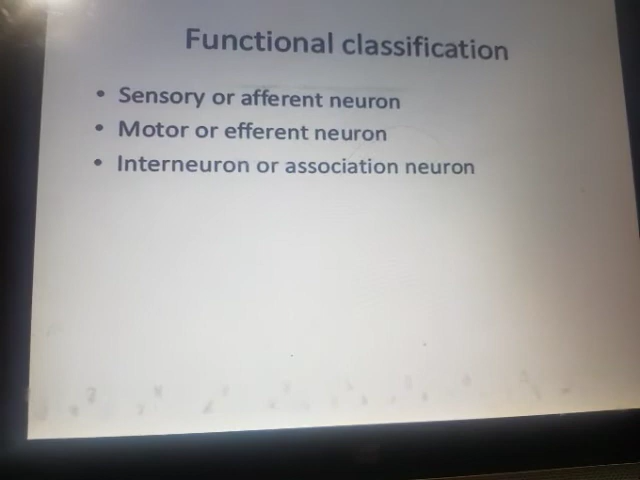 Functional classification
• Sensory or afferent neuron
• Motor or efferent neuron
• Interneuron or association neuron